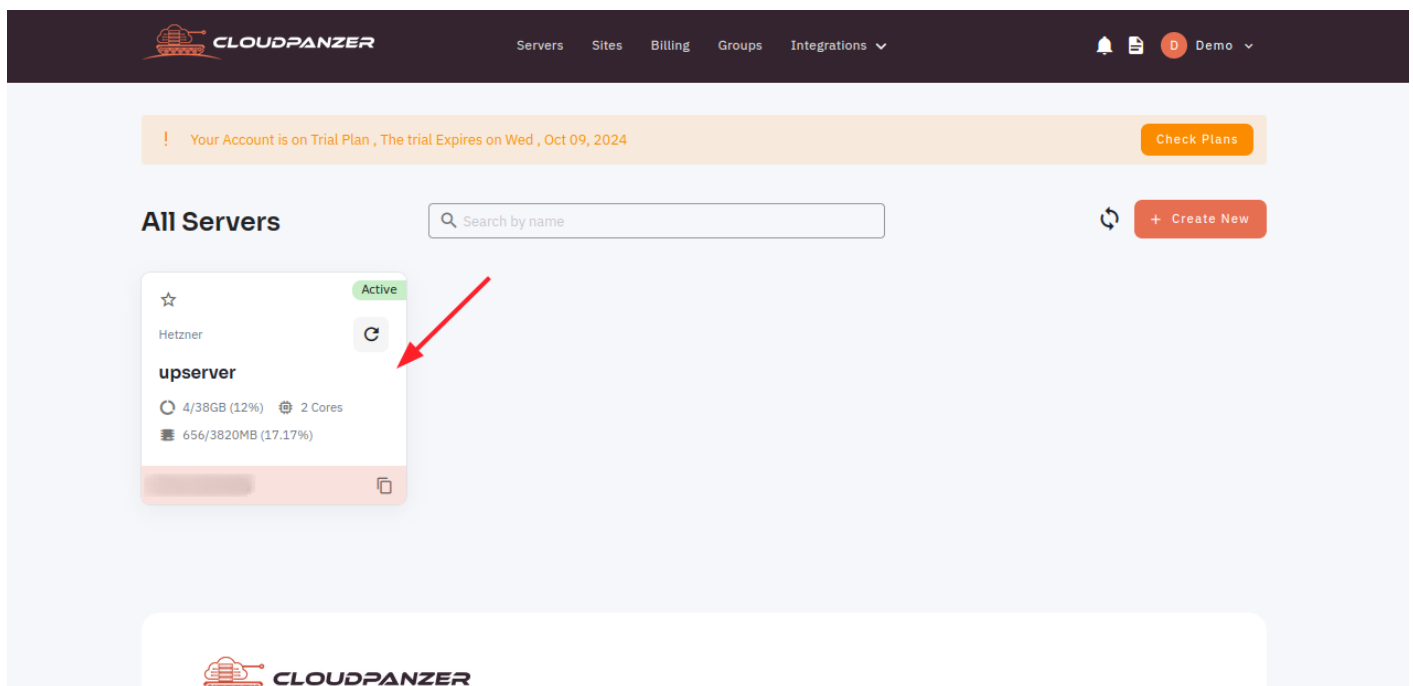 CLOUDPANZER Servers Sites Billing Groups Integrations D Demo
! Your Account is on Trial Plan , The trial Expires on Wed , Oct 09, 2024 Check Plans
All Servers Search by name + Create New
Active
Hetzner
upserver
4/38GB (12%) 2 Cores
656/3820MB (17.17%)
CLOUDPANZER